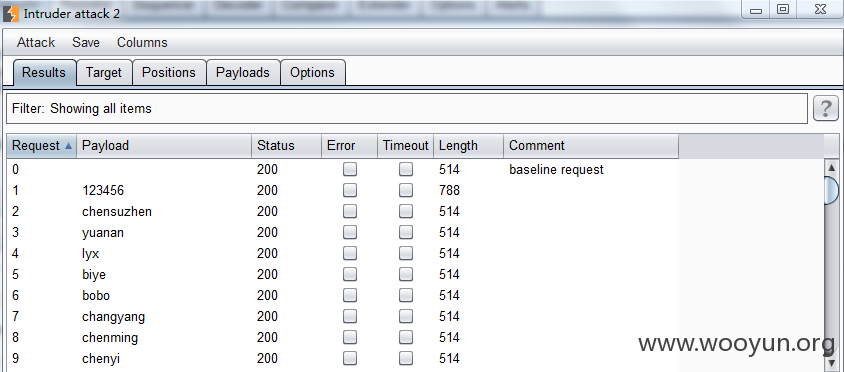 Intruder attack 2
Attack Save Columns
Results Target Positions Payloads Options
Filter: Showing all items ?
Request Payload Status Error Timeout Length Comment
0 200 514 baseline request
1 123456 200 788
2 chensuzhen 200 514
3 yuanan 200 514
4 lyx 200 514
5 biye 200 514
6 bobo 200 514
7 changyang 200 514
8 chenming 200 514
www.wooyun.org
9 chenyi 200 514